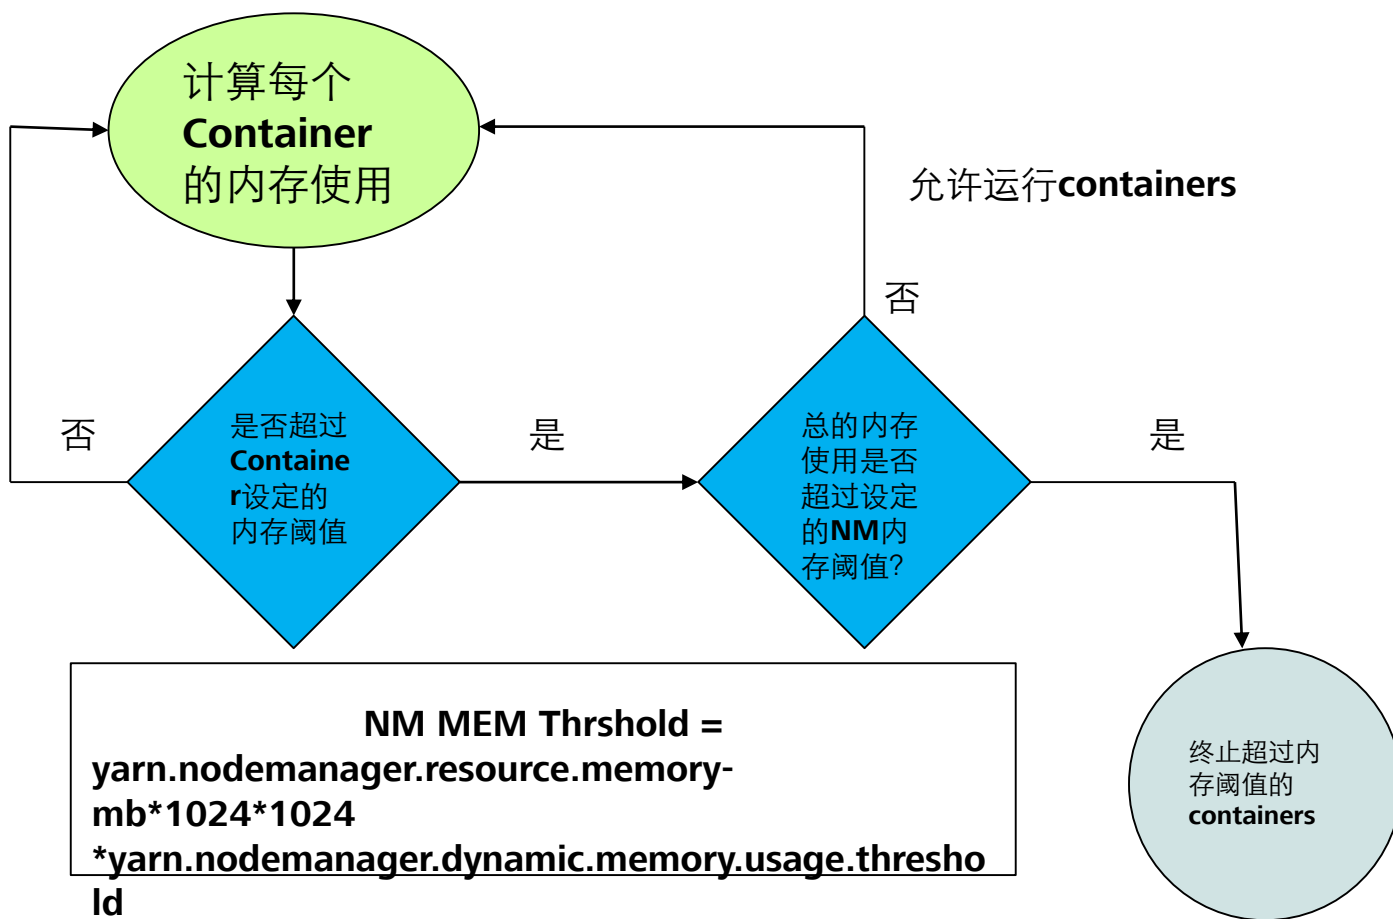 计算每个
Container
的内存使用
允许运行containers
否
否
是否超过
Containe
r设定的
内存阈值
是
总的内存
使用是否
超过设定
的NM内
存阈值?
是
NM MEM Thrshold =
yarn.nodemanager.resource.memory-
mb*1024*1024
*yarn.nodemanager.dynamic.memory.usage.thresho
ld
终止超过内
存阈值的
containers